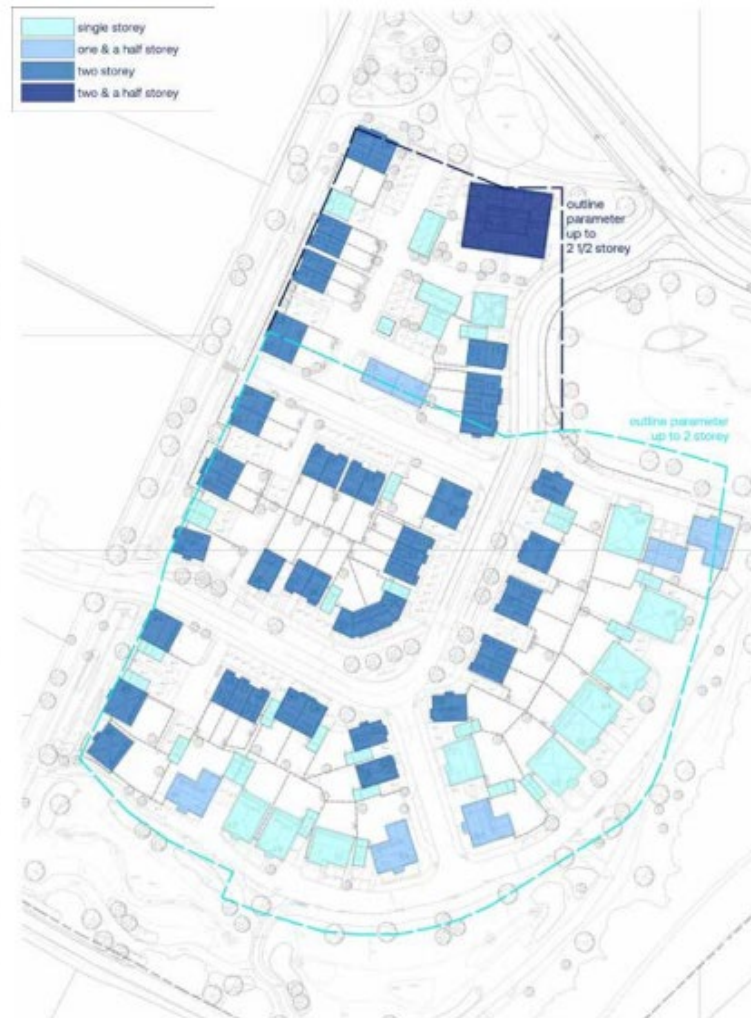 single storey
one & a half storey
two storey
two & a half storey
outline
parameter
up to
2 1/2 storey
outline parameter
up to 2 storey